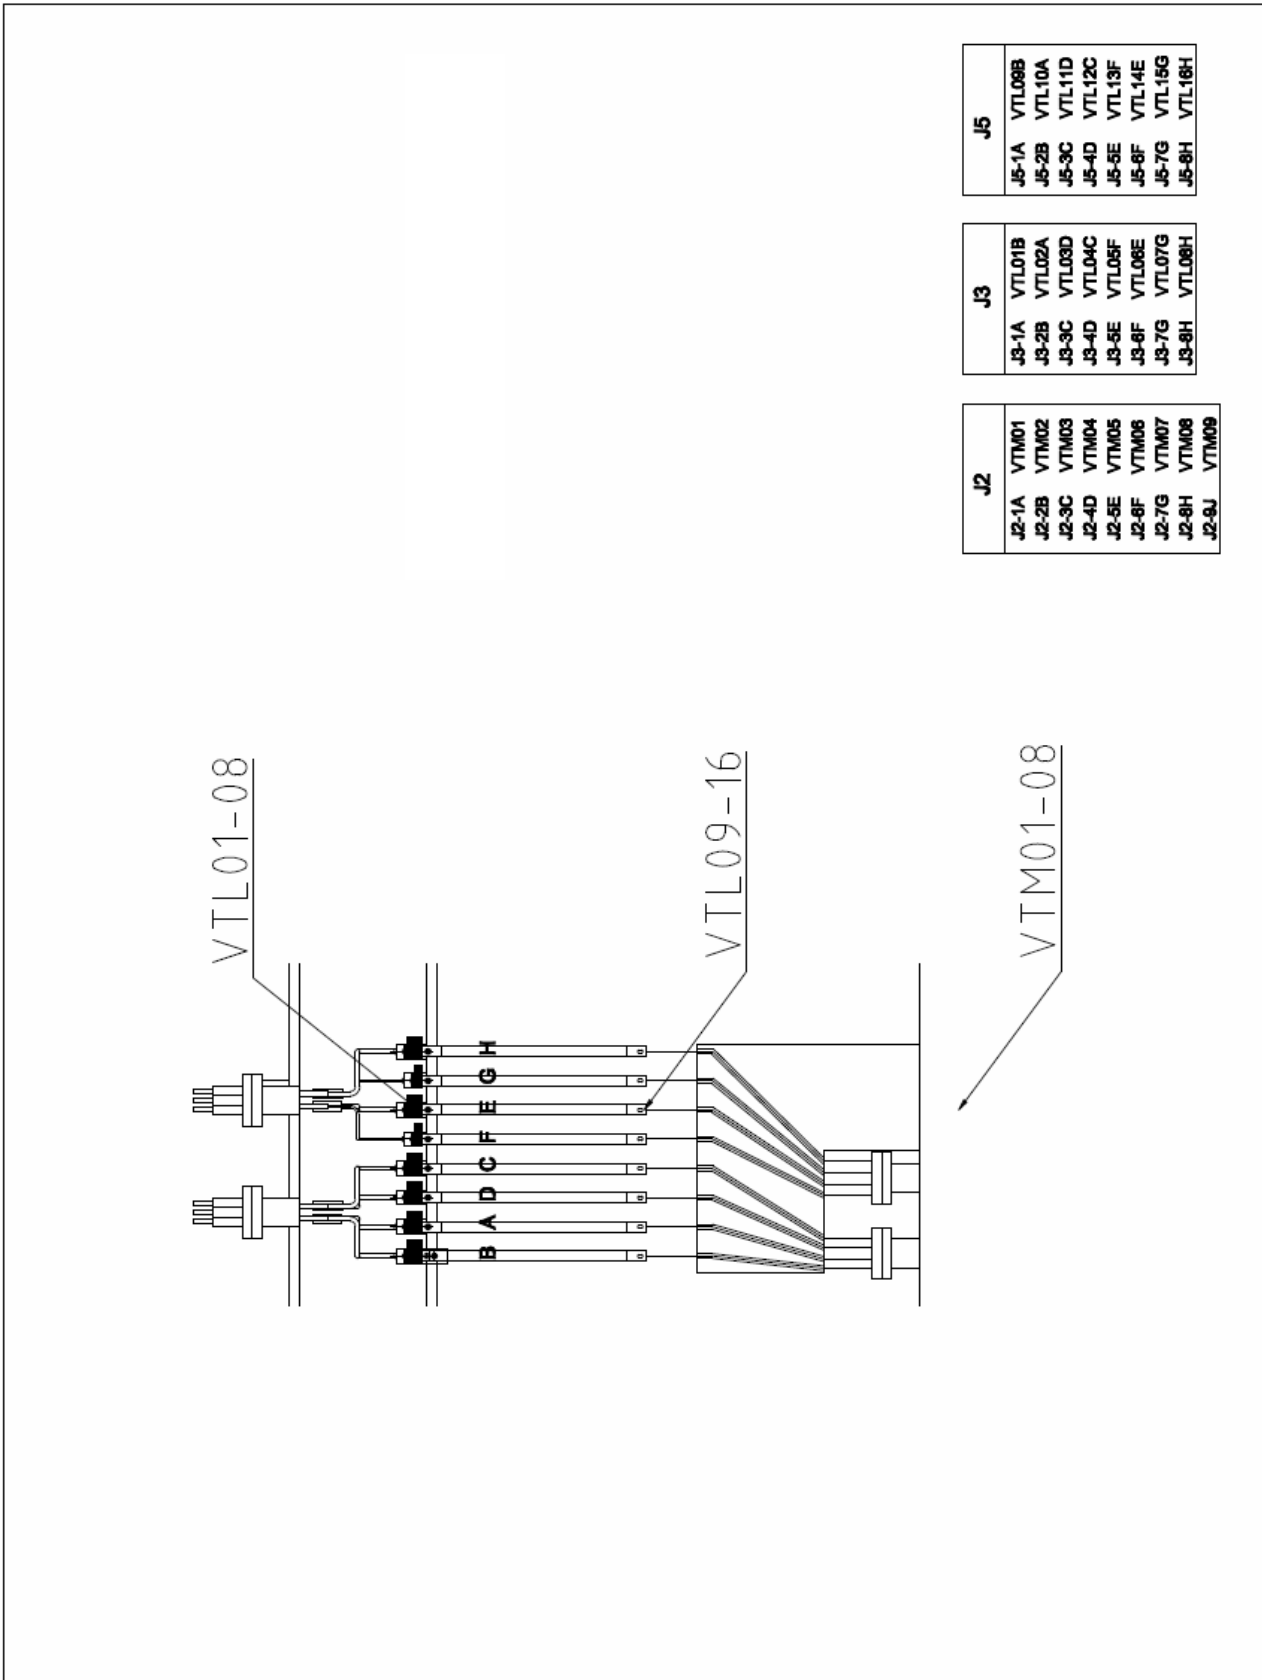 VTL01-08
VTL09-16
VTM01-08
B A D C F E G H
J2
J2-1A VTM01
J2-2B VTM02
J2-3C VTM03
J2-4D VTM04
J2-5E VTM05
J2-6F VTM06
J2-7G VTM07
J2-8H VTM08
J2-9J VTM09
J3
J3-1A VTL01B
J3-2B VTL02A
J3-3C VTL03D
J3-4D VTL04C
J3-5E VTL05F
J3-6F VTL06E
J3-7G VTL07G
J3-8H VTL08H
J5
J5-1A VTL09B
J5-2B VTL10A
J5-3C VTL11D
J5-4D VTL12C
J5-5E VTL13F
J5-6F VTL14E
J5-7G VTL15G
J5-8H VTL16H